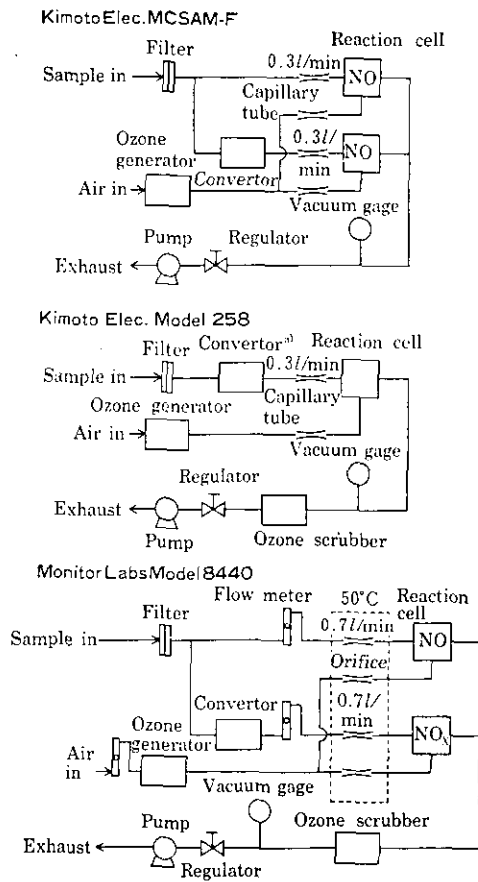 Kimoto Elec. MCSAM-F
Reaction cell
Filter
0.3l/min
Sample in
NO
Capillary
tube
Ozone
generator
0.3l/
min
NO
Convertor
Air in
Vacuum gage
Pump
Regulator
Exhaust
Kimoto Elec. Model 258
Convertor a)
Reaction cell
Filter
0.3l/min
Sample in
Capillary
tube
Ozone generator
Air in
Vacuum gage
Regulator
Exhaust
Pump
Ozone scrubber
Monitor Labs Model 8440
Flow meter
50°C
Reaction
cell
Filter
0.7l/min
Sample in
NO
Orifice
Convertor
0.7l/
min
NOx
Ozone
generator
Air
in
Vacuum gage
Pump
Ozone scrubber
Exhaust
Regulator